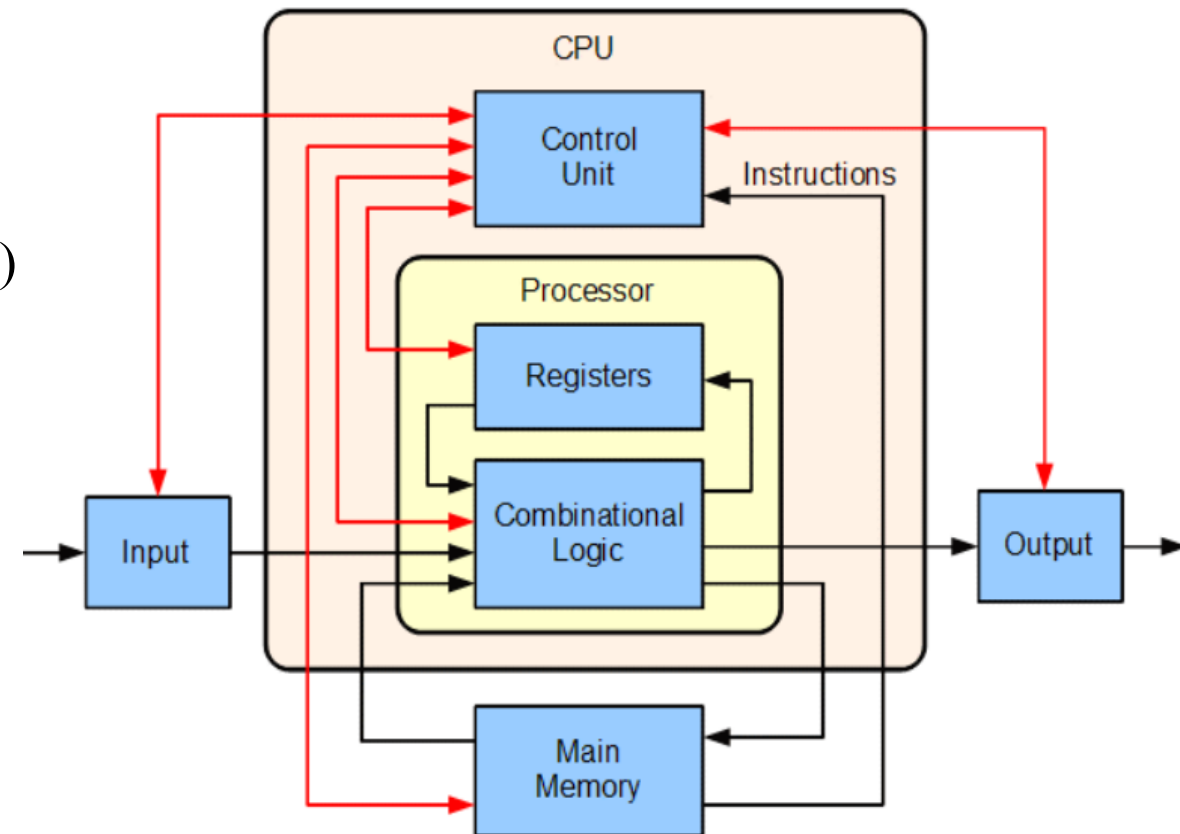 CPU
Control
Unit
Instructions
)
Processor
Registers
Combinational
Logic
Input
Output
Main
Memory